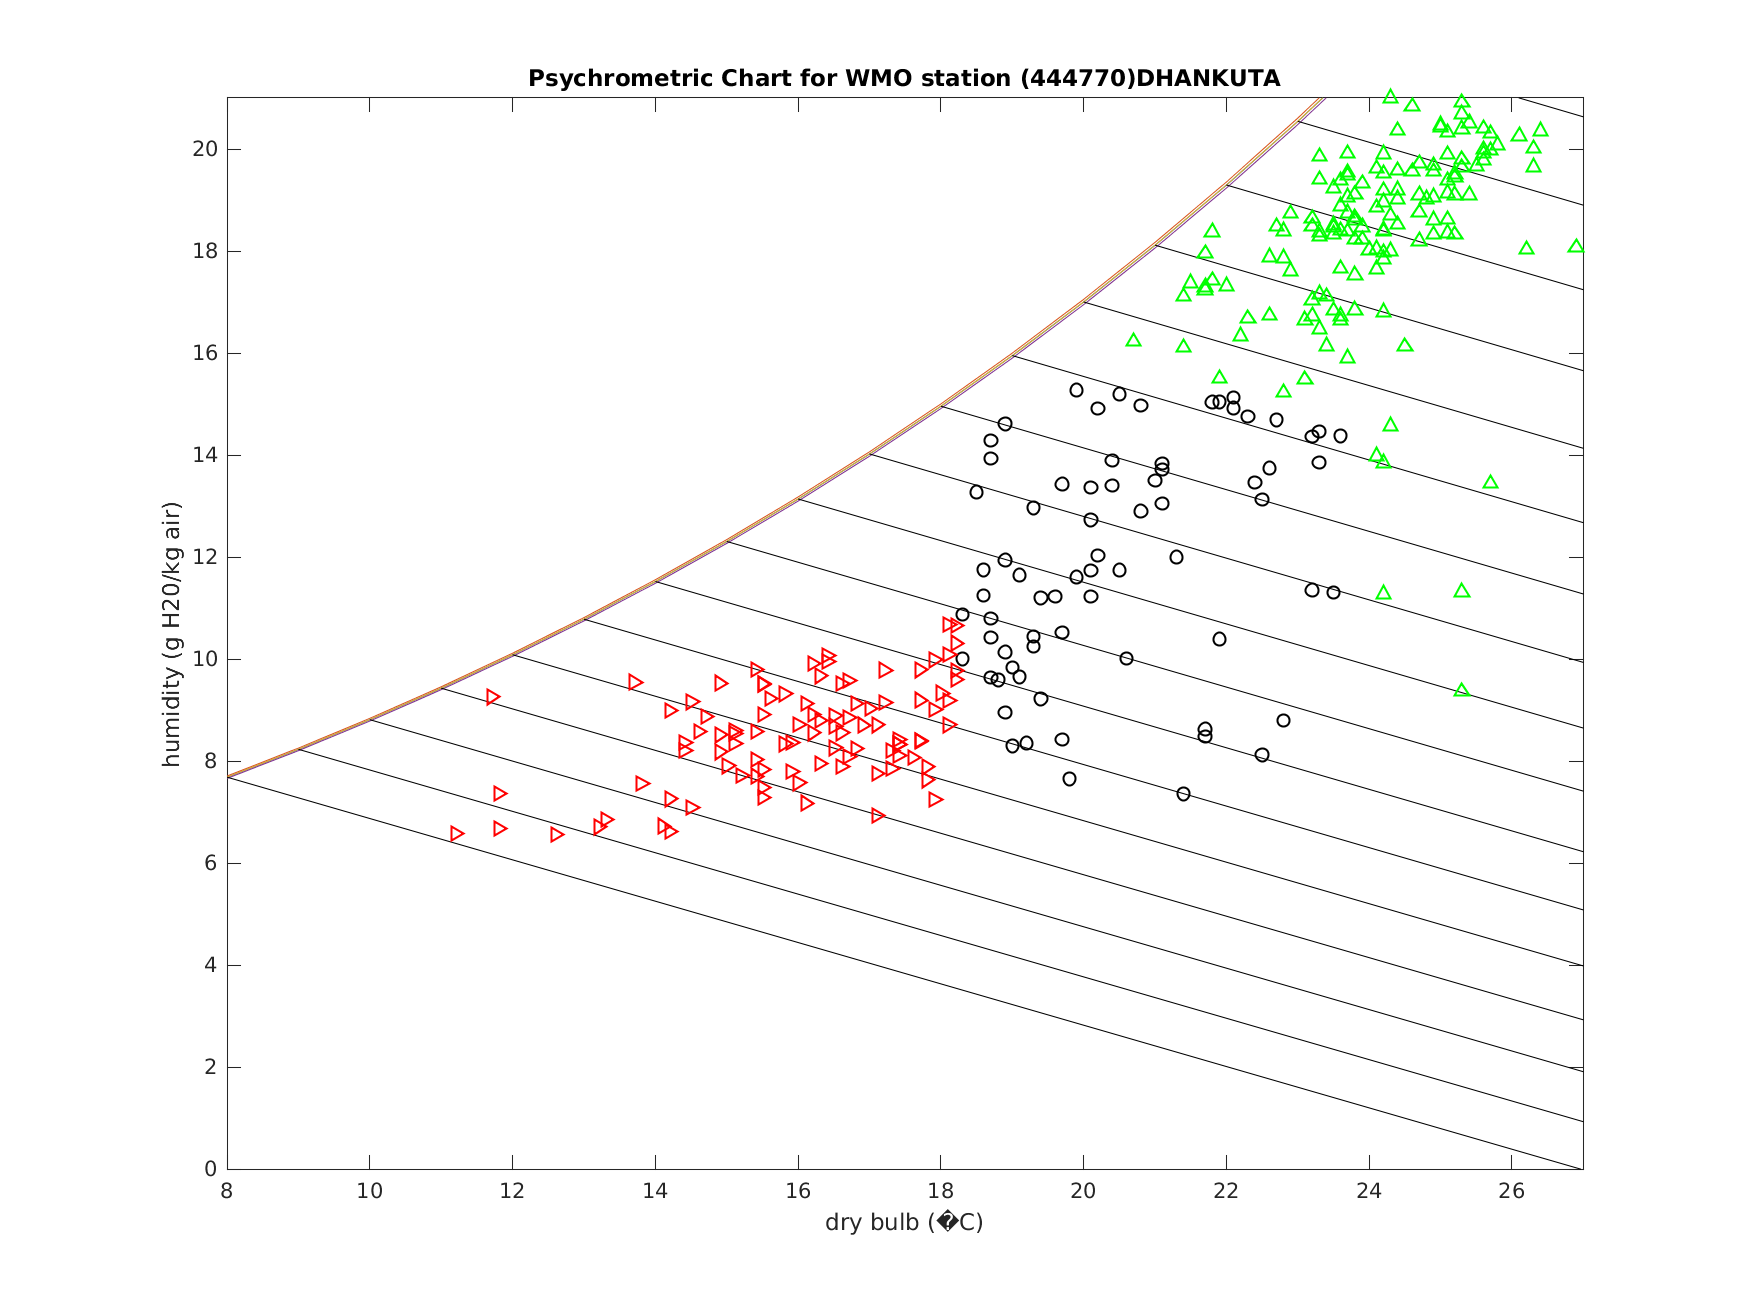 Psychrometric Chart for WMO station (444770)DHANKUTA
humidity (g H20/kg air)
20
18
16
14
12
10
8
6
4
2
0
8 10 12 14 16 18 20 22 24 26
dry bulb (�C)